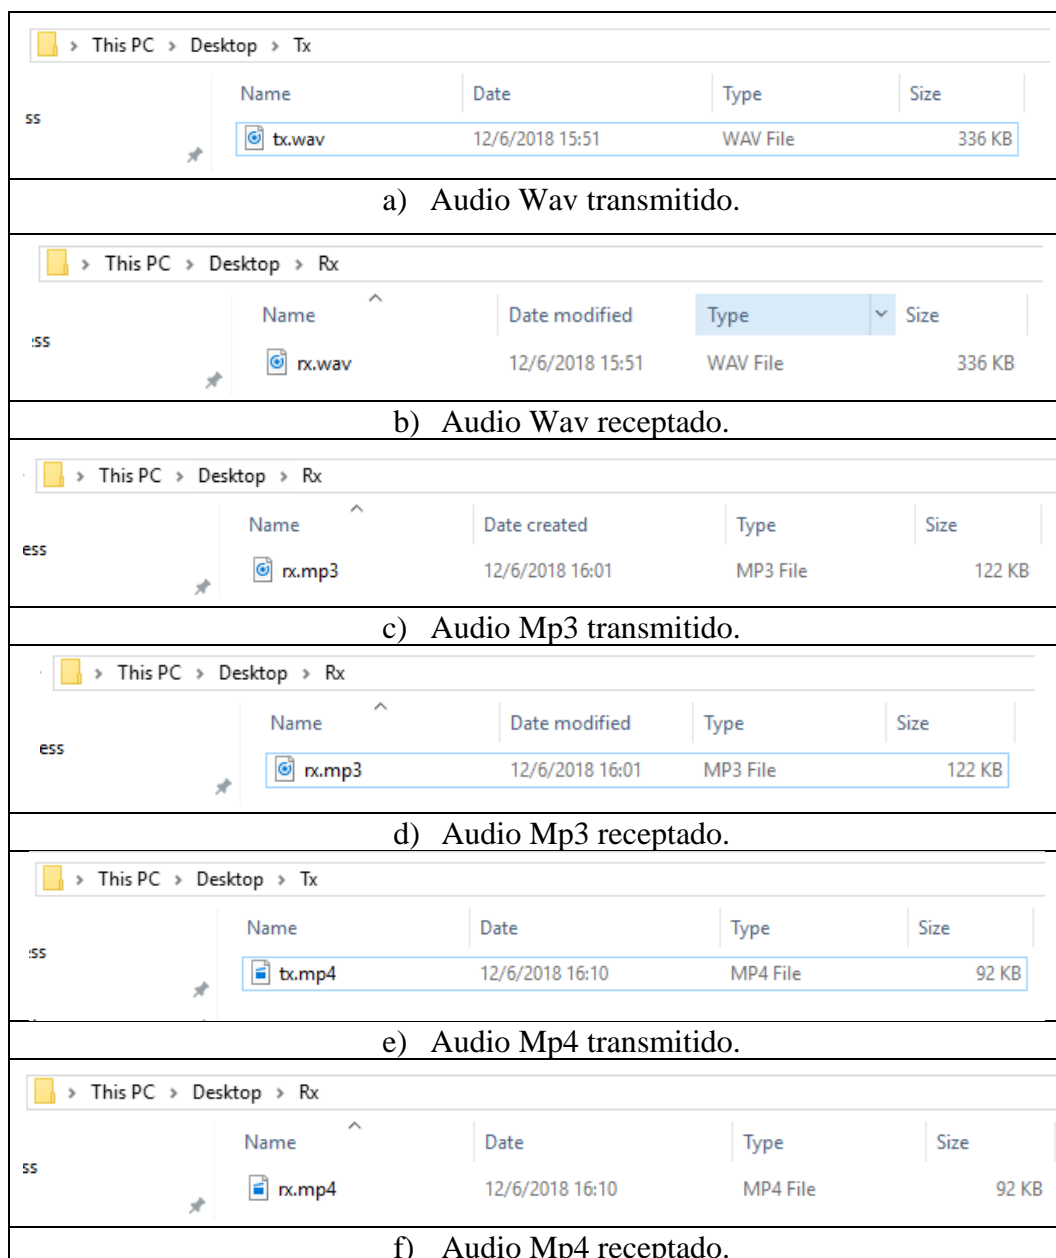 This PC > Desktop > Tx
Name Date Type Size
ss
tx.wav 12/6/2018 15:51 WAV File 336 KB
a) Audio Wav transmitido.
This PC > Desktop > Rx
Name Date modified Type Size
ess
rx.wav 12/6/2018 15:51 WAV File 336 KB
b) Audio Wav receptado.
This PC > Desktop > Rx
Name Date created Type Size
ess
rx.mp3 12/6/2018 16:01 MP3 File 122 KB
c) Audio Mp3 transmitido.
This PC > Desktop > Rx
Name Date modified Type Size
ess
rx.mp3 12/6/2018 16:01 MP3 File 122 KB
d) Audio Mp3 receptado.
This PC > Desktop > Tx
Name Date Type Size
ess
tx.mp4 12/6/2018 16:10 MP4 File 92 KB
e) Audio Mp4 transmitido.
This PC > Desktop > Rx
Name Date Type Size
ss
rx.mp4 12/6/2018 16:10 MP4 File 92 KB
f) Audio Mp4 receptado.